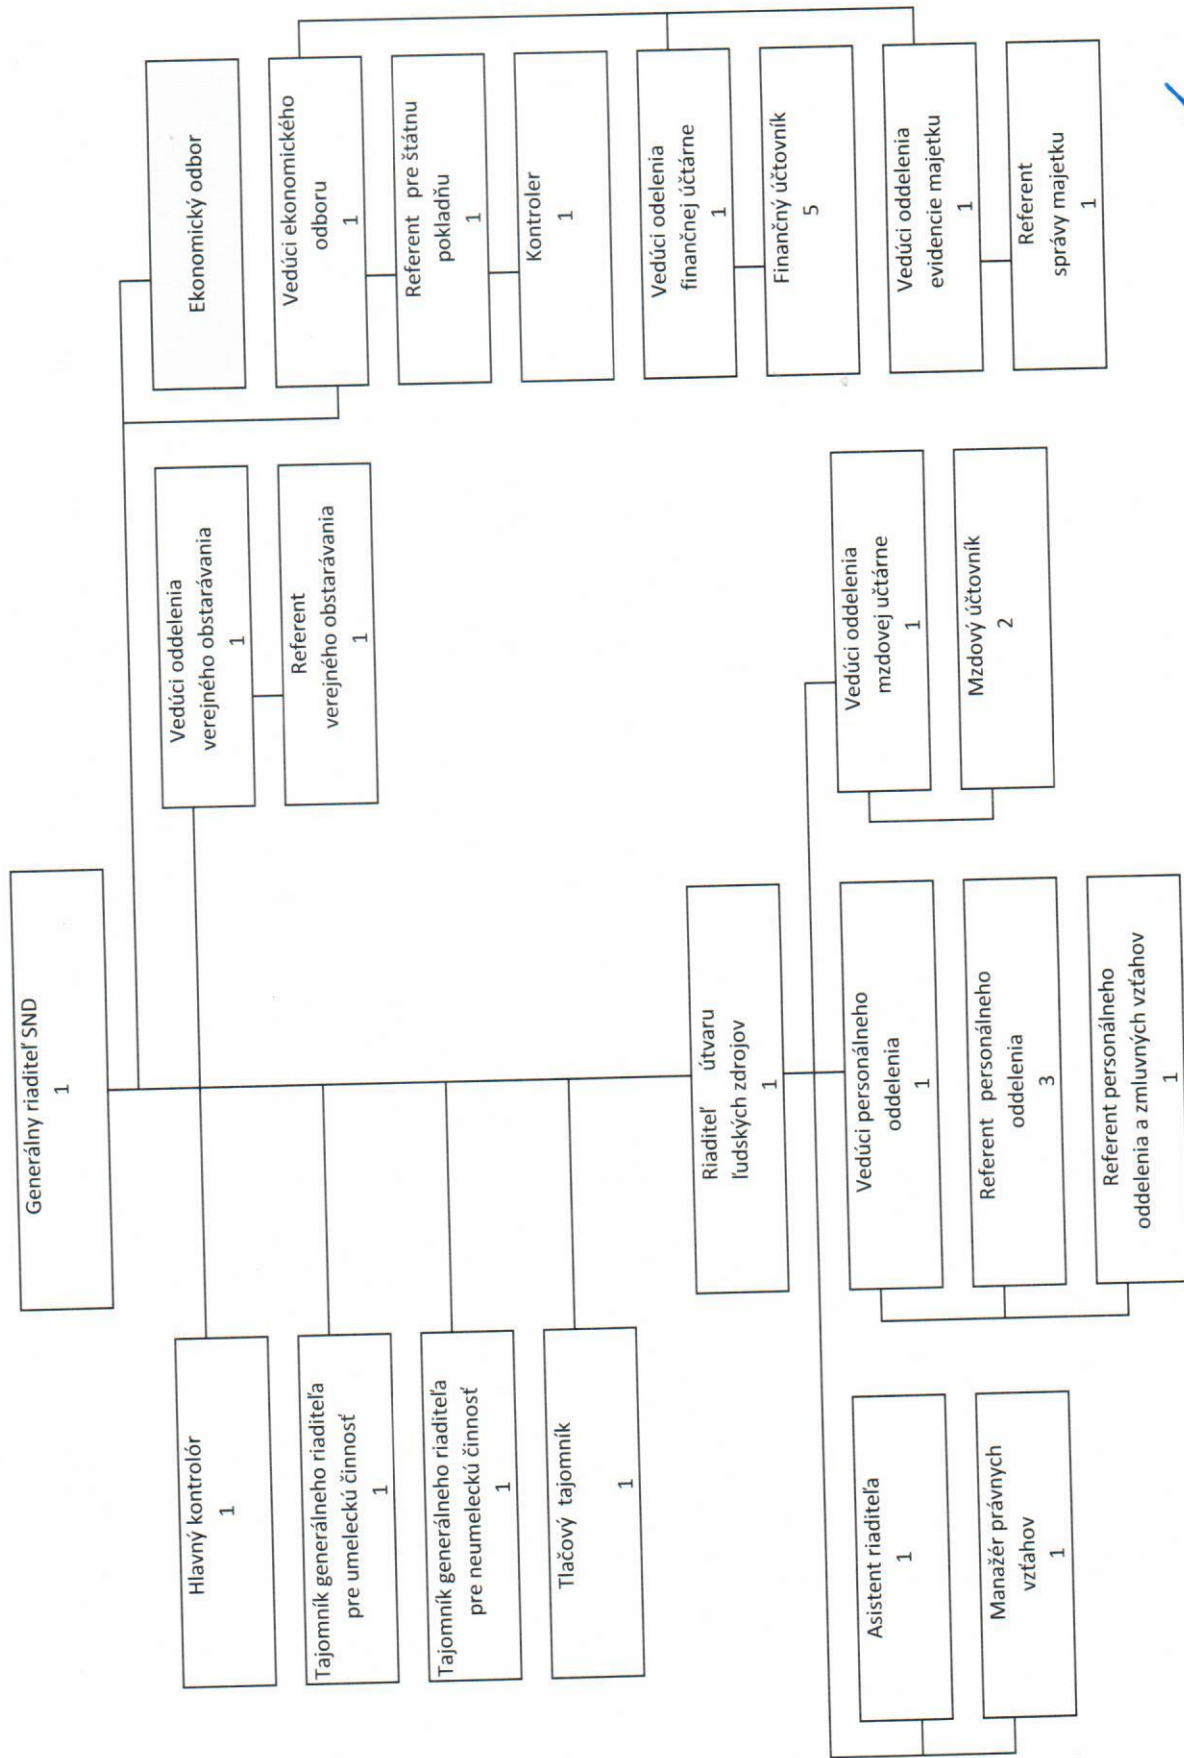 Generálny riaditeľ SND
1
Hlavný kontrolór
1
Tajomník generálneho riaditeľa
pre umeleckú činnosť
1
Tajomník generálneho riaditeľa
pre neumeleckú činnosť
1
Tlačový tajomník
1
Vedúci oddelenia
verejného obstarávania
1
Referent
verejného obstarávania
1
Ekonomický odbor
Vedúci ekonomického
odboru
1
Referent pre štátnu
pokladňu
1
Kontroler
1
Vedúci odelenia
finančnej účtárne
1
Finančný účtovník
5
Vedúci oddelenia
evidencie majetku
1
Referent
správy majetku
1
Riaditeľ útvaru
ľudských zdrojov
1
Asistent riaditeľa
1
Manažér právnych
vzťahov
1
Vedúci personálneho
oddelenia
1
Referent personálneho
oddelenia
3
Referent personálneho
oddelenia a zmluvných vzťahov
1
Vedúci oddelenia
mzdovej učtárne
1
Mzdový účtovník
2